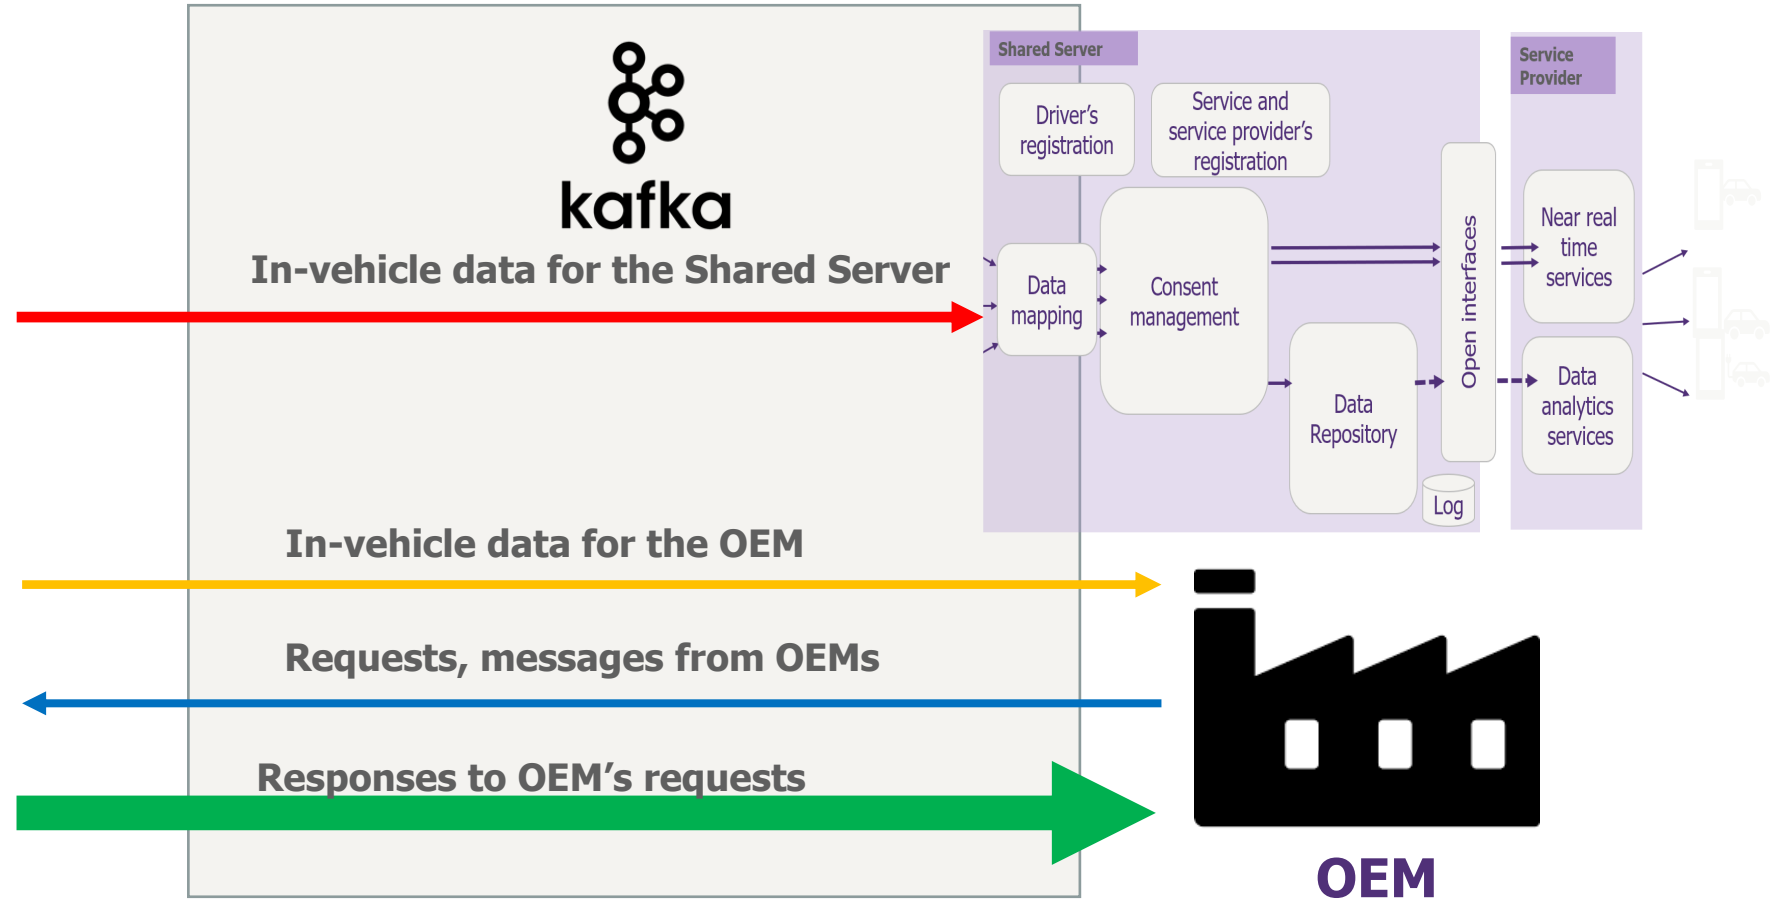 kafka
In-vehicle data for the Shared Server
In-vehicle data for the OEM
Requests, messages from OEMs
Responses to OEM’s requests
Shared Server
Driver’s
registration
Service and
service provider’s
registration
Data
mapping
Consent
management
Data
Repository
Open interfaces
Log
Service
Provider
Near real
time
services
Data
analytics
services
OEM